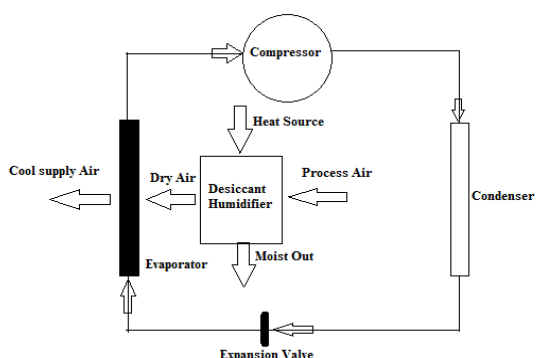 Compressor
Heat Source
Cool supply Air
Dry Air
Desiccant
Humidifier
Process Air
Condenser
Moist Out
Evaporator
Expansion Valve